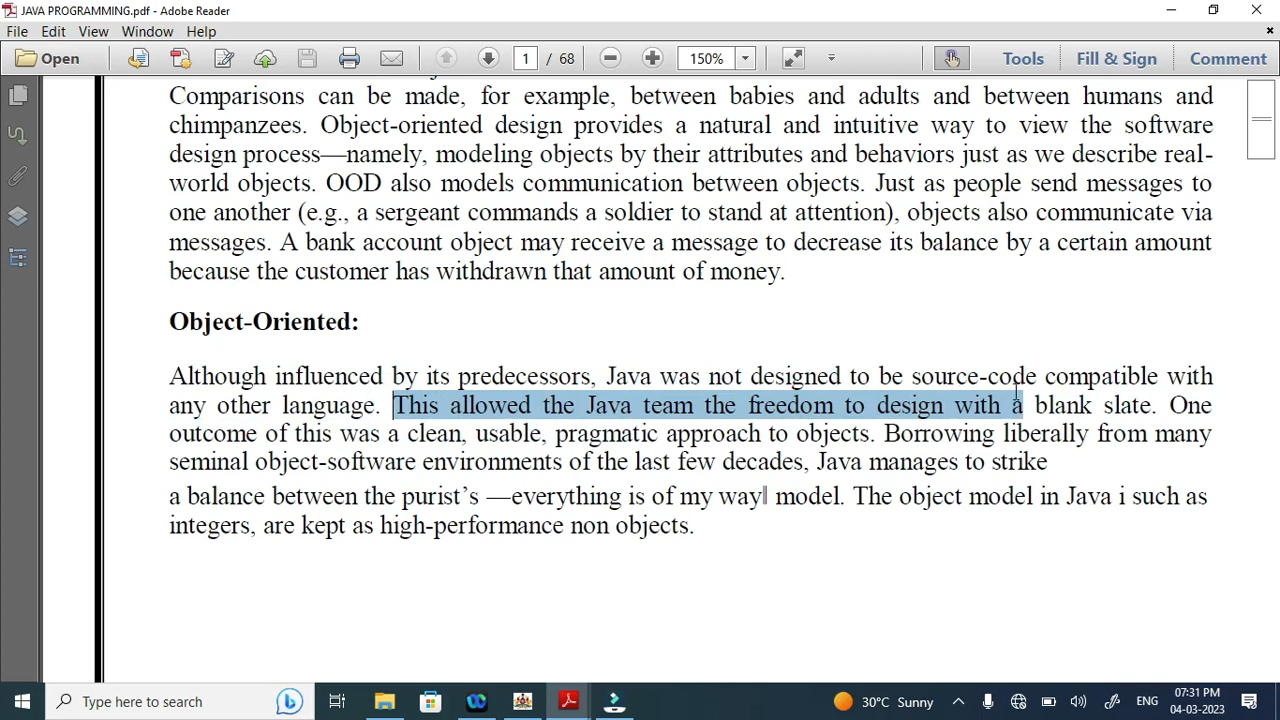 JAVA PROGRAMMING.pdf - Adobe Reader
File Edit View Window Help
Open 1 / 68 150% Tools Fill & Sign Comment
Comparisons can be made, for example, between babies and adults and between humans and
chimpanzees. Object-oriented design provides a natural and intuitive way to view the software
design process—namely, modeling objects by their attributes and behaviors just as we describe real-
world objects. OOD also models communication between objects. Just as people send messages to
one another (e.g., a sergeant commands a soldier to stand at attention), objects also communicate via
messages. A bank account object may receive a message to decrease its balance by a certain amount
because the customer has withdrawn that amount of money.
Object-Oriented:
Although influenced by its predecessors, Java was not designed to be source-code compatible with
any other language. This allowed the Java team the freedom to design with a blank slate. One
outcome of this was a clean, usable, pragmatic approach to objects. Borrowing liberally from many
seminal object-software environments of the last few decades, Java manages to strike
a balance between the purist’s ―everything is of my way‖ model. The object model in Java i such as
integers, are kept as high-performance non objects.
Type here to search
30°C Sunny ENG 07:31 PM
04-03-2023